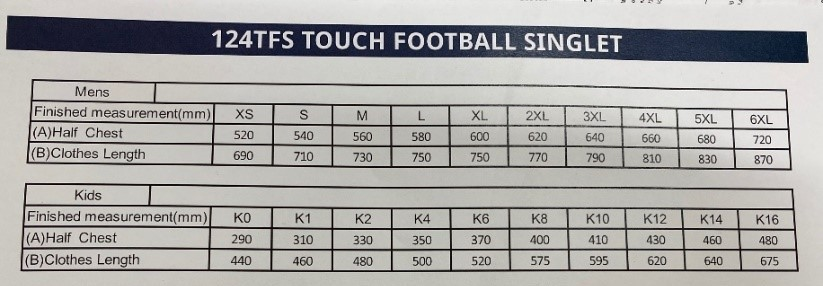 124TFS TOUCH FOOTBALL SINGLET
Mens
Finished measurement(mm) XS S M L XL 2XL 3XL 4XL 5XL 6XL
(A)Half Chest 520 540 560 580 600 620 640 660 680 720
(B)Clothes Length 690 710 730 750 750 770 790 810 830 870
Kids
Finished measurement(mm) K0 K1 K2 K4 K6 K8 K10 K12 K14 K16
(A)Half Chest 290 310 330 350 370 400 410 430 460 480
(B)Clothes Length 440 460 480 500 520 575 595 620 640 675